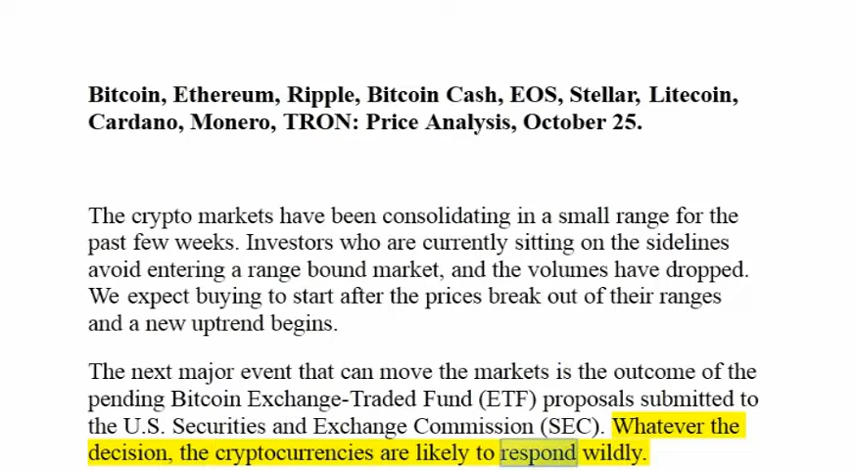 Bitcoin, Ethereum, Ripple, Bitcoin Cash, EOS, Stellar, Litecoin,
Cardano, Monero, TRON: Price Analysis, October 25.
The crypto markets have been consolidating in a small range for the
past few weeks. Investors who are currently sitting on the sidelines
avoid entering a range bound market, and the volumes have dropped.
We expect buying to start after the prices break out of their ranges
and a new uptrend begins.
The next major event that can move the markets is the outcome of the
pending Bitcoin Exchange-Traded Fund (ETF) proposals submitted to
the U.S. Securities and Exchange Commission (SEC). Whatever the
decision, the cryptocurrencies are likely to respond wildly.